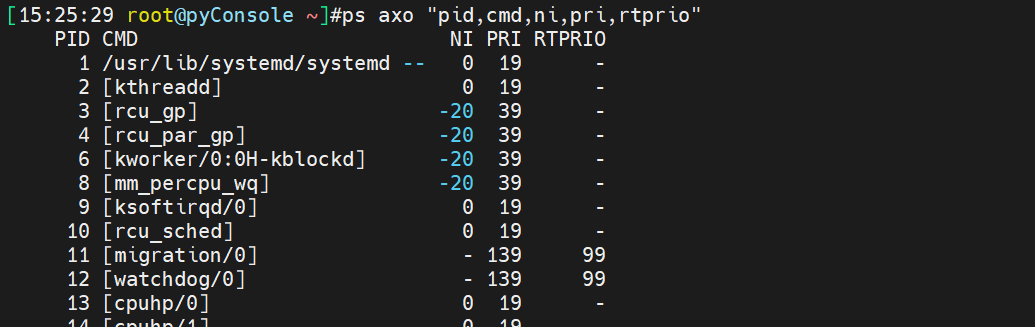 [15:25:29 root@pyConsole ~]#ps axo "pid,cmd,ni,pri,rtprio"
    PID CMD                          NI PRI RTPRIO
      1 /usr/lib/systemd/systemd --   0  19      -
      2 [kthreadd]                    0  19      -
      3 [rcu_gp]                    -20  39      -
      4 [rcu_par_gp]                -20  39      -
      6 [kworker/0:0H-kblockd]      -20  39      -
      8 [mm_percpu_wq]              -20  39      -
      9 [ksoftirqd/0]                 0  19      -
     10 [rcu_sched]                   0  19      -
     11 [migration/0]                 - 139     99
     12 [watchdog/0]                  - 139     99
     13 [cpuhp/0]                     0  19      -
     14 [cpuhp/1]                     0  19